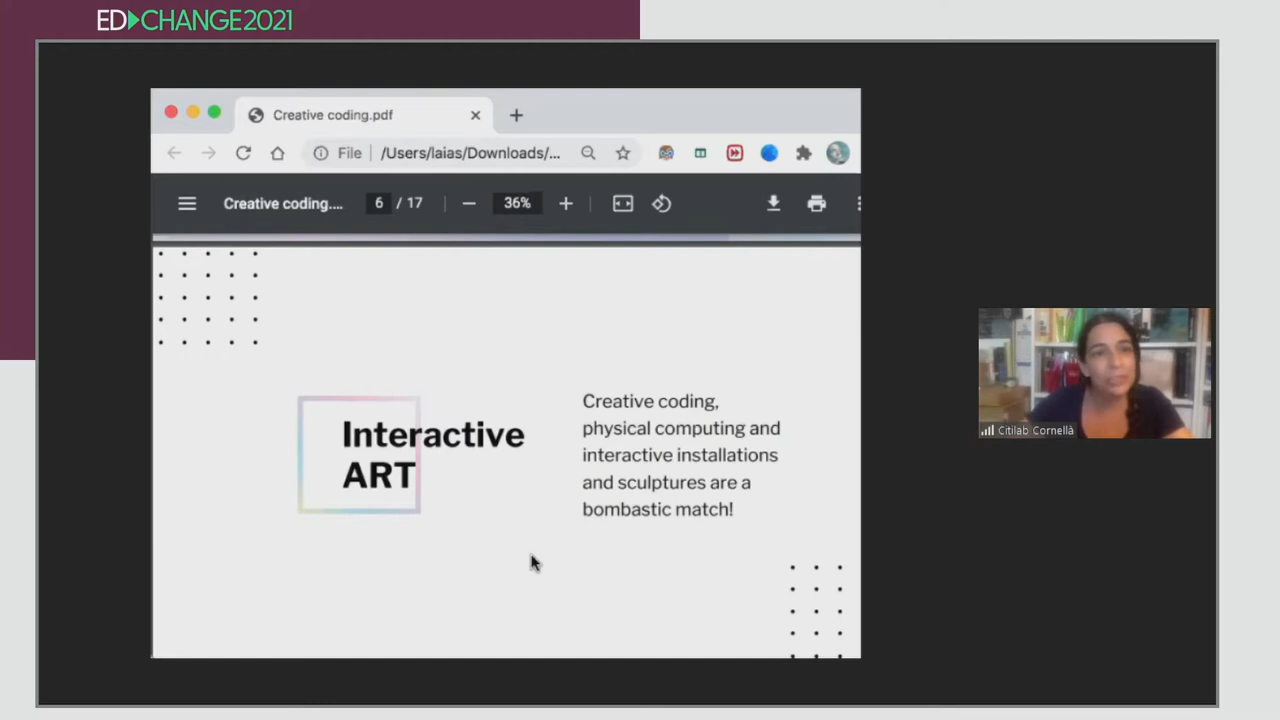 ED CHANGE2021
Creative coding.pdf
File /Users/laias/Downloads/...
Creative coding.... 6 / 17 36%
Interactive
ART
Creative coding,
physical computing and
interactive installations
and sculptures are a
bombastic match!
Citilab Cornellà